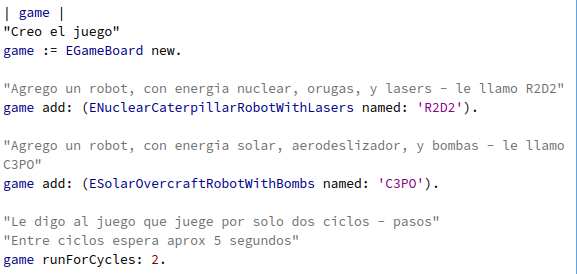 | game |
"Creo el juego"
game := EGameBoard new.
"Agrego un robot, con energia nuclear, orugas, y lasers - le llamo R2D2"
game add: (ENuclearCaterpillarRobotWithLasers named: 'R2D2').
"Agrego un robot, con energia solar, aerodeslizador, y bombas - le llamo
C3PO"
game add: (ESolarOvercraftRobotWithBombs named: 'C3PO').
"Le digo al juego que juege por solo dos ciclos - pasos"
"Entre ciclos espera aprox 5 segundos"
game runForCycles: 2.